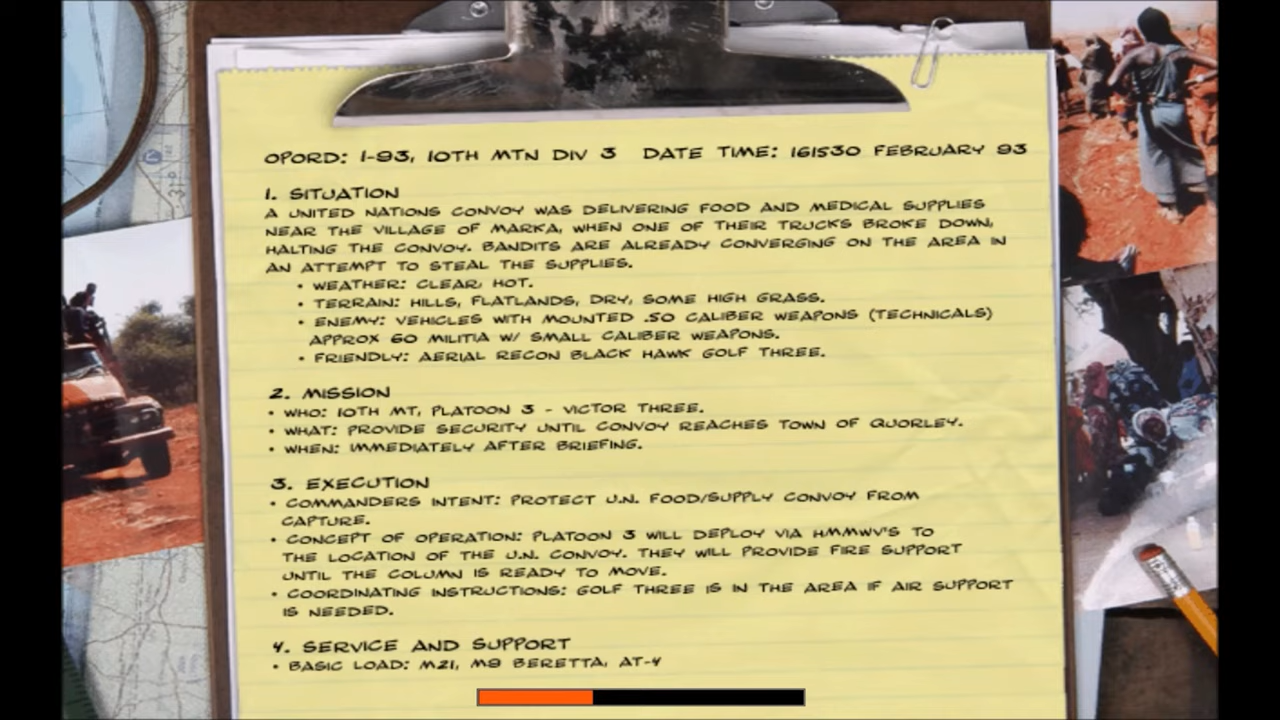 OPORD: 1-93, 10TH MTN DIV 3 DATE TIME: 161530 FEBRUARY 93
1. SITUATION
A UNITED NATIONS CONVOY WAS DELIVERING FOOD AND MEDICAL SUPPLIES
NEAR THE VILLAGE OF MARKA, WHEN ONE OF THEIR TRUCKS BROKE DOWN,
HALTING THE CONVOY. BANDITS ARE ALREADY CONVERGING ON THE AREA IN
AN ATTEMPT TO STEAL THE SUPPLIES.
• WEATHER: CLEAR, HOT.
• TERRAIN: HILLS, FLATLANDS, DRY, SOME HIGH GRASS.
• ENEMY: VEHICLES WITH MOUNTED .50 CALIBER WEAPONS (TECHNICALS)
APPROX 60 MILITIA W/ SMALL CALIBER WEAPONS.
• FRIENDLY: AERIAL RECON BLACK HAWK GOLF THREE.
2. MISSION
• WHO: 10TH MT, PLATOON 3 - VICTOR THREE.
• WHAT: PROVIDE SECURITY UNTIL CONVOY REACHES TOWN OF QUORLEY.
• WHEN: IMMEDIATELY AFTER BRIEFING.
3. EXECUTION
• COMMANDERS INTENT: PROTECT U.N. FOOD/SUPPLY CONVOY FROM
CAPTURE.
• CONCEPT OF OPERATION: PLATOON 3 WILL DEPLOY VIA HMMWV'S TO
THE LOCATION OF THE U.N. CONVOY. THEY WILL PROVIDE FIRE SUPPORT
UNTIL THE COLUMN IS READY TO MOVE.
• COORDINATING INSTRUCTIONS: GOLF THREE IS IN THE AREA IF AIR SUPPORT
IS NEEDED.
4. SERVICE AND SUPPORT
• BASIC LOAD: M21, M9 BERETTA, AT-4